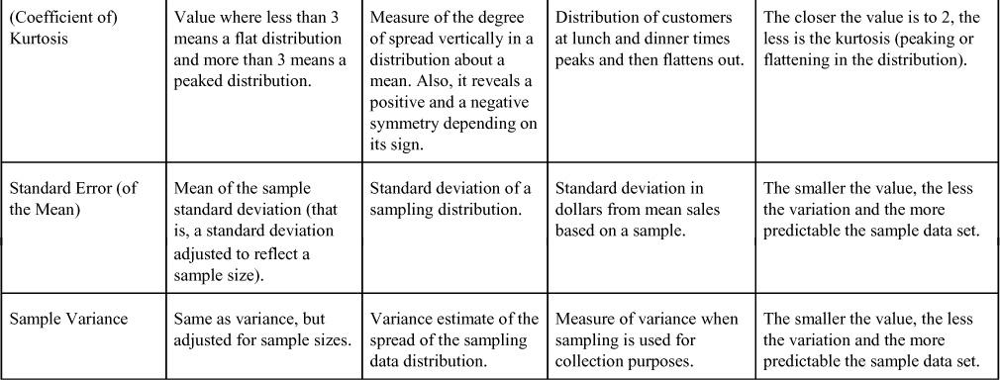 (Coefficient of)
Kurtosis
Value where less than 3
means a flat distribution
and more than 3 means a
peaked distribution.
Measure of the degree
of spread vertically in a
distribution about a
mean. Also, it reveals a
positive and a negative
symmetry depending on
its sign.
Distribution of customers
at lunch and dinner times
peaks and then flattens out.
The closer the value is to 2, the
less is the kurtosis (peaking or
flattening in the distribution).
Standard Error (of
the Mean)
Mean of the sample
standard deviation (that
is, a standard deviation
adjusted to reflect a
sample size).
Standard deviation of a
sampling distribution.
Standard deviation in
dollars from mean sales
based on a sample.
The smaller the value, the less
the variation and the more
predictable the sample data set.
Sample Variance
Same as variance, but
adjusted for sample sizes.
Variance estimate of the
spread of the sampling
data distribution.
Measure of variance when
sampling is used for
collection purposes.
The smaller the value, the less
the variation and the more
predictable the sample data set.